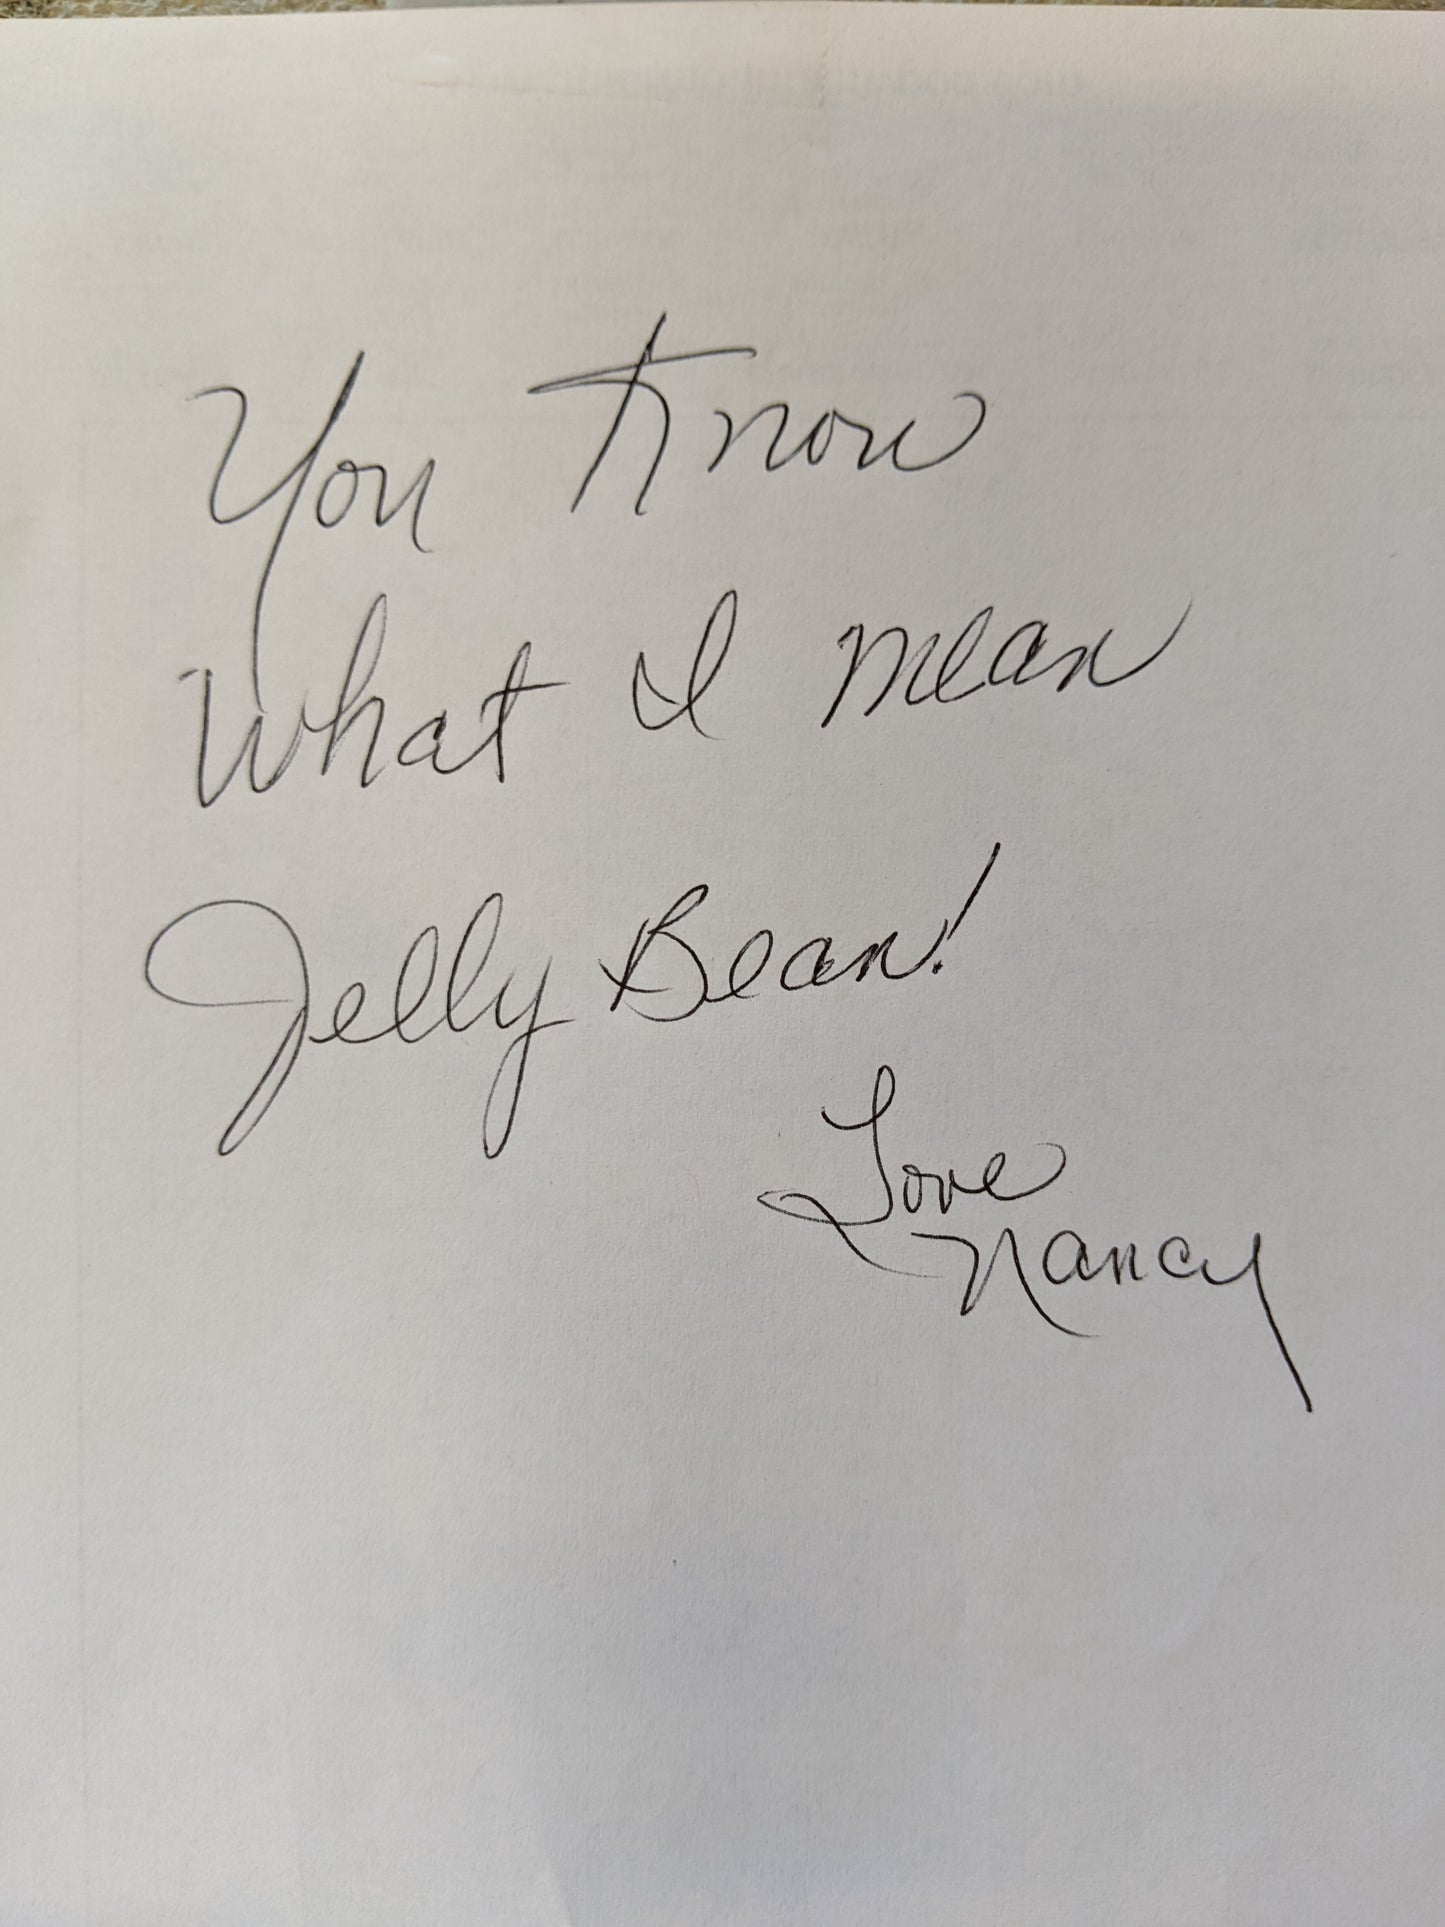 You Know
What I mean
Jelly Bean!
Love
Nancy